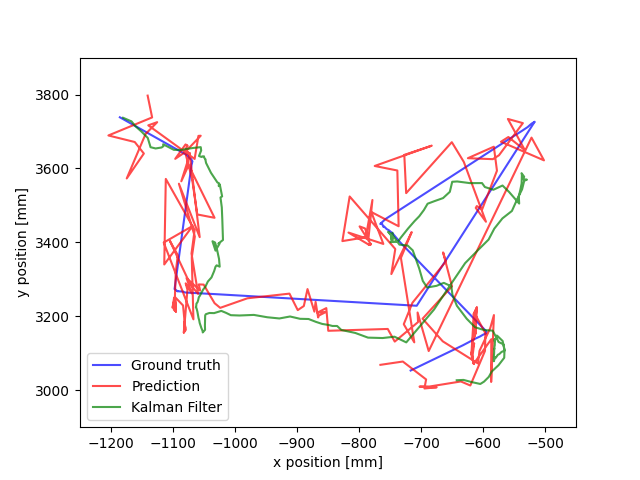 3800
3600
3400
3200
3000
y position [mm]
Ground truth
Prediction
Kalman Filter
−1200 −1100 −1000 −900 −800 −700 −600 −500
x position [mm]